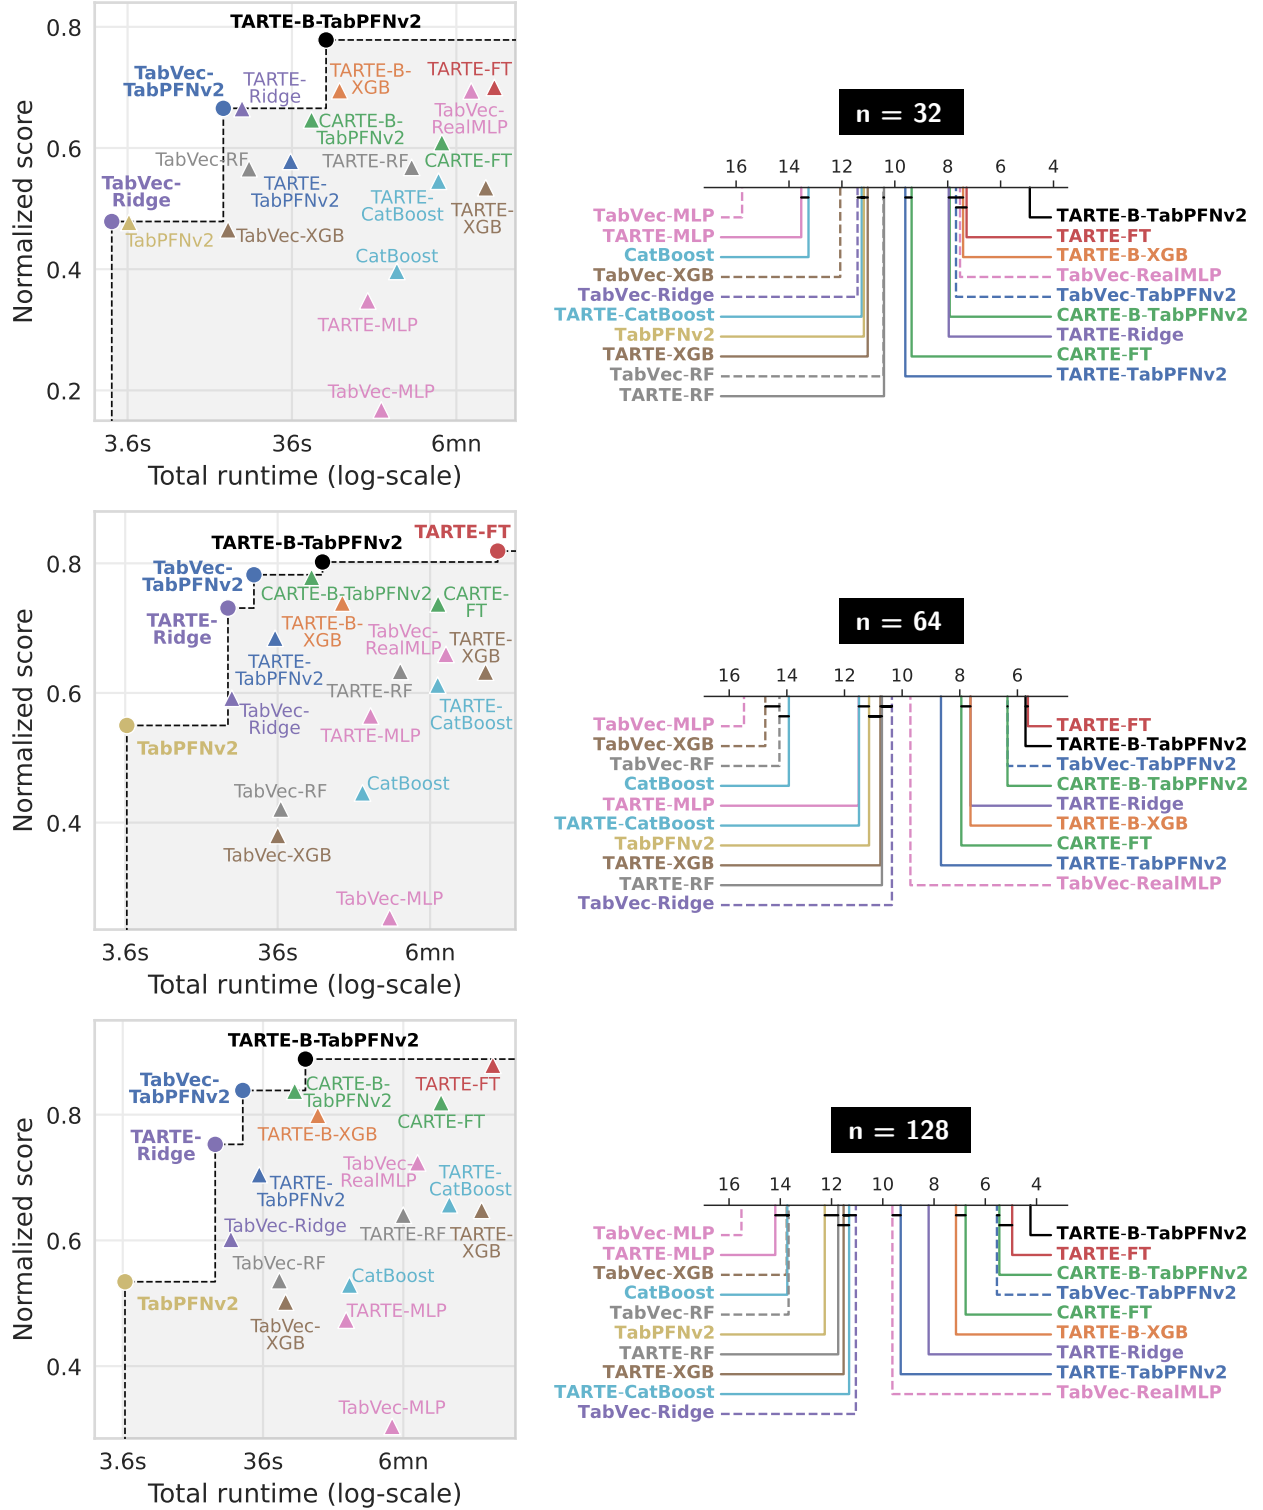 TARTE-B-TabPFNv2
0.8
TabVec-
TabPFNv2
TARTE-
Ridge
TARTE-B-
XGB
TARTE-FT
TabVec-
RealMLP
CARTE-B-
TabPFNv2
0.6
TabVec-RF
TARTE-RF
CARTE-FT
TabVec-
Ridge
TARTE-
TabPFNv2
TARTE-
CatBoost
TARTE-
XGB
TabPFNv2
TabVec-XGB
CatBoost
0.4
TARTE-MLP
TabVec-MLP
0.2
Normalized score
3.6s 36s 6mn
Total runtime (log-scale)
n = 32
16 14 12 10 8 6 4
TabVec-MLP
TARTE-MLP
CatBoost
TabVec-XGB
TabVec-Ridge
TARTE-CatBoost
TabPFNv2
TARTE-XGB
TabVec-RF
TARTE-RF
TARTE-B-TabPFNv2
TARTE-FT
TARTE-B-XGB
TabVec-RealMLP
TabVec-TabPFNv2
CARTE-B-TabPFNv2
TARTE-Ridge
CARTE-FT
TARTE-TabPFNv2
TARTE-FT
TARTE-B-TabPFNv2
0.8
TabVec-
TabPFNv2
CARTE-B-TabPFNv2
CARTE-
FT
TARTE-
Ridge
TARTE-B-
XGB
TabVec-
RealMLP
TARTE-
XGB
TARTE-
TabPFNv2
0.6
TARTE-RF
TabVec-
Ridge
TARTE-
CatBoost
TARTE-MLP
TabPFNv2
TabVec-RF
CatBoost
0.4
TabVec-XGB
TabVec-MLP
Normalized score
3.6s 36s 6mn
Total runtime (log-scale)
n = 64
16 14 12 10 8 6
TabVec-MLP
TabVec-XGB
TabVec-RF
CatBoost
TARTE-MLP
TARTE-CatBoost
TabPFNv2
TARTE-XGB
TARTE-RF
TabVec-Ridge
TARTE-FT
TARTE-B-TabPFNv2
TabVec-TabPFNv2
CARTE-B-TabPFNv2
TARTE-Ridge
TARTE-B-XGB
CARTE-FT
TARTE-TabPFNv2
TabVec-RealMLP
TARTE-B-TabPFNv2
TabVec-
TabPFNv2
CARTE-B-
TabPFNv2
TARTE-FT
0.8
CARTE-FT
TARTE-B-XGB
TARTE-
Ridge
TabVec-
RealMLP
TARTE-
CatBoost
TARTE-
TabPFNv2
TabVec-Ridge
TARTE-RF
TARTE-
XGB
0.6
TabVec-RF
CatBoost
TabPFNv2
TARTE-MLP
TabVec-
XGB
0.4
TabVec-MLP
Normalized score
3.6s 36s 6mn
Total runtime (log-scale)
n = 128
16 14 12 10 8 6 4
TabVec-MLP
TARTE-MLP
TabVec-XGB
CatBoost
TabVec-RF
TabPFNv2
TARTE-RF
TARTE-XGB
TARTE-CatBoost
TabVec-Ridge
TARTE-B-TabPFNv2
TARTE-FT
CARTE-B-TabPFNv2
TabVec-TabPFNv2
CARTE-FT
TARTE-B-XGB
TARTE-Ridge
TARTE-TabPFNv2
TabVec-RealMLP